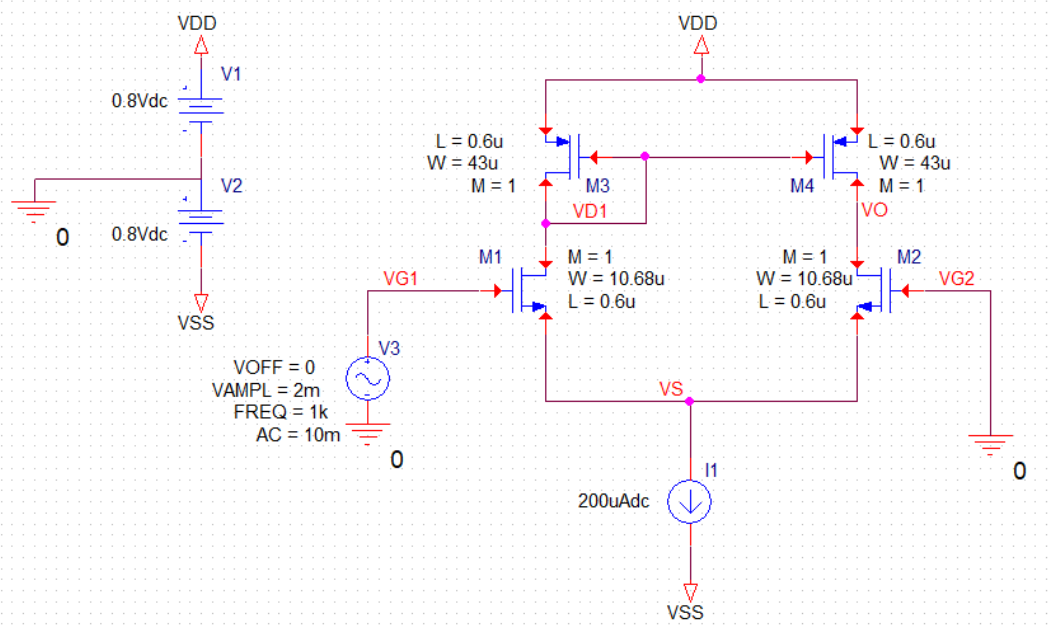 VDD
V1
0.8Vdc
V2
0
0.8Vdc
VSS
VDD
L = 0.6u
W = 43u
M = 1
M3
M4
L = 0.6u
W = 43u
M = 1
VD1
VO
M1
M = 1
W = 10.68u
L = 0.6u
M = 1
W = 10.68u
L = 0.6u
M2
VG1
VG2
V3
VOFF = 0
VAMPL = 2m
FREQ = 1k
AC = 10m
0
VS
I1
200uAdc
0
VSS